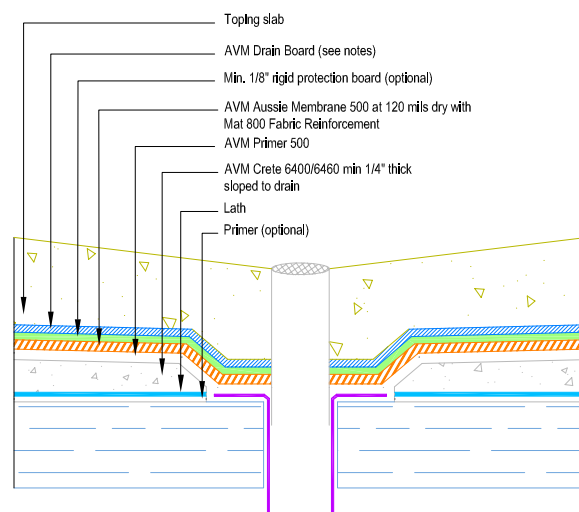 Toping slab
AVM Drain Board (see notes)
Min. 1/8" rigid protection board (optional)
AVM Aussie Membrane 500 at 120 mils dry with
Mat 800 Fabric Reinforcement
AVM Primer 500
AVM Crete 6400/6460 min 1/4" thick
sloped to drain
Lath
Primer (optional)